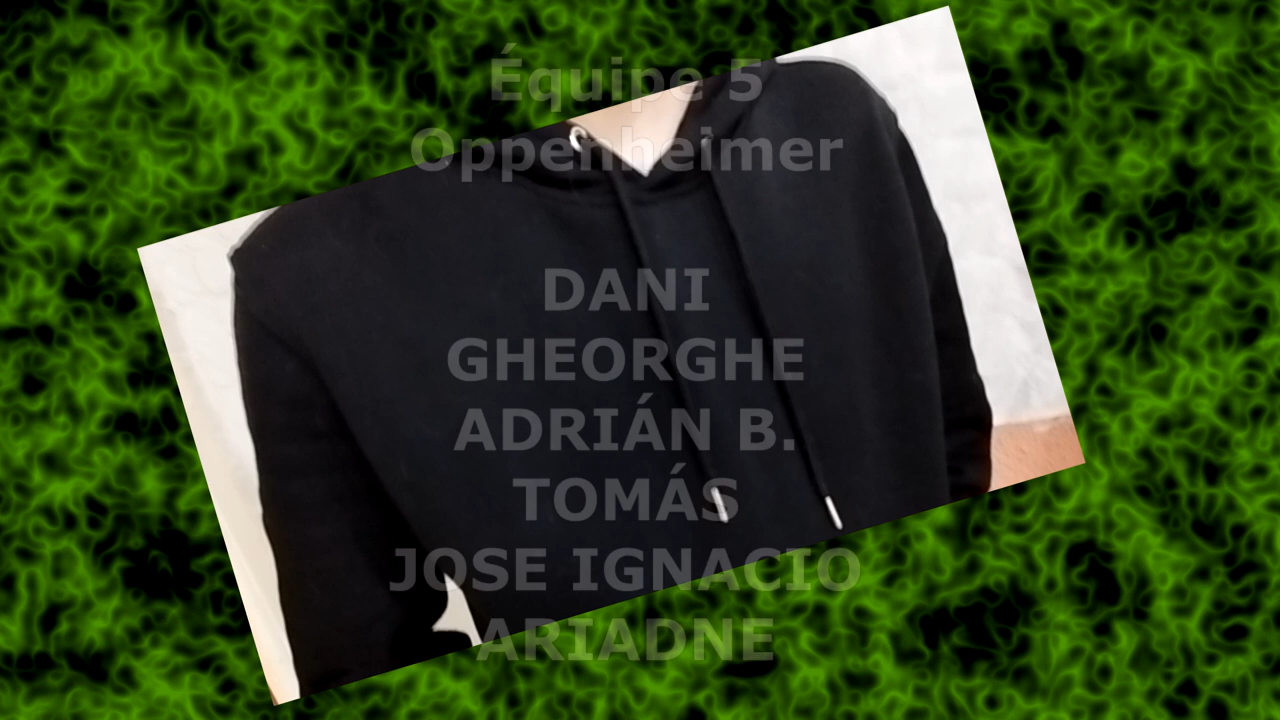 Équipe 5
Oppenheimer
DANI
GHEORGHE
ADRIÁN B.
TOMÁS
JOSE IGNACIO
ARIADNE